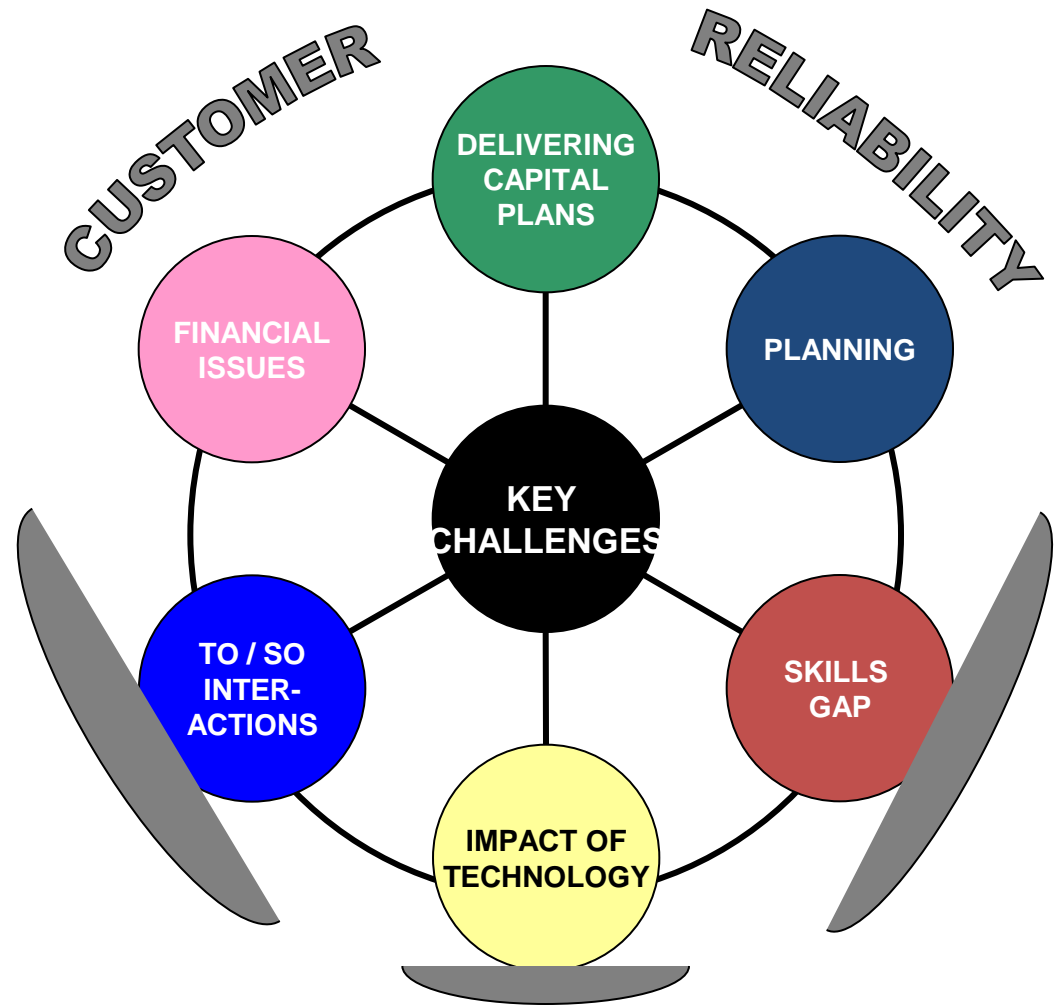 CUSTOMER
RELIABILITY
DELIVERING
CAPITAL
PLANS
FINANCIAL
ISSUES
PLANNING
KEY
CHALLENGES
TO / SO
INTER-
ACTIONS
SKILLS
GAP
IMPACT OF
TECHNOLOGY